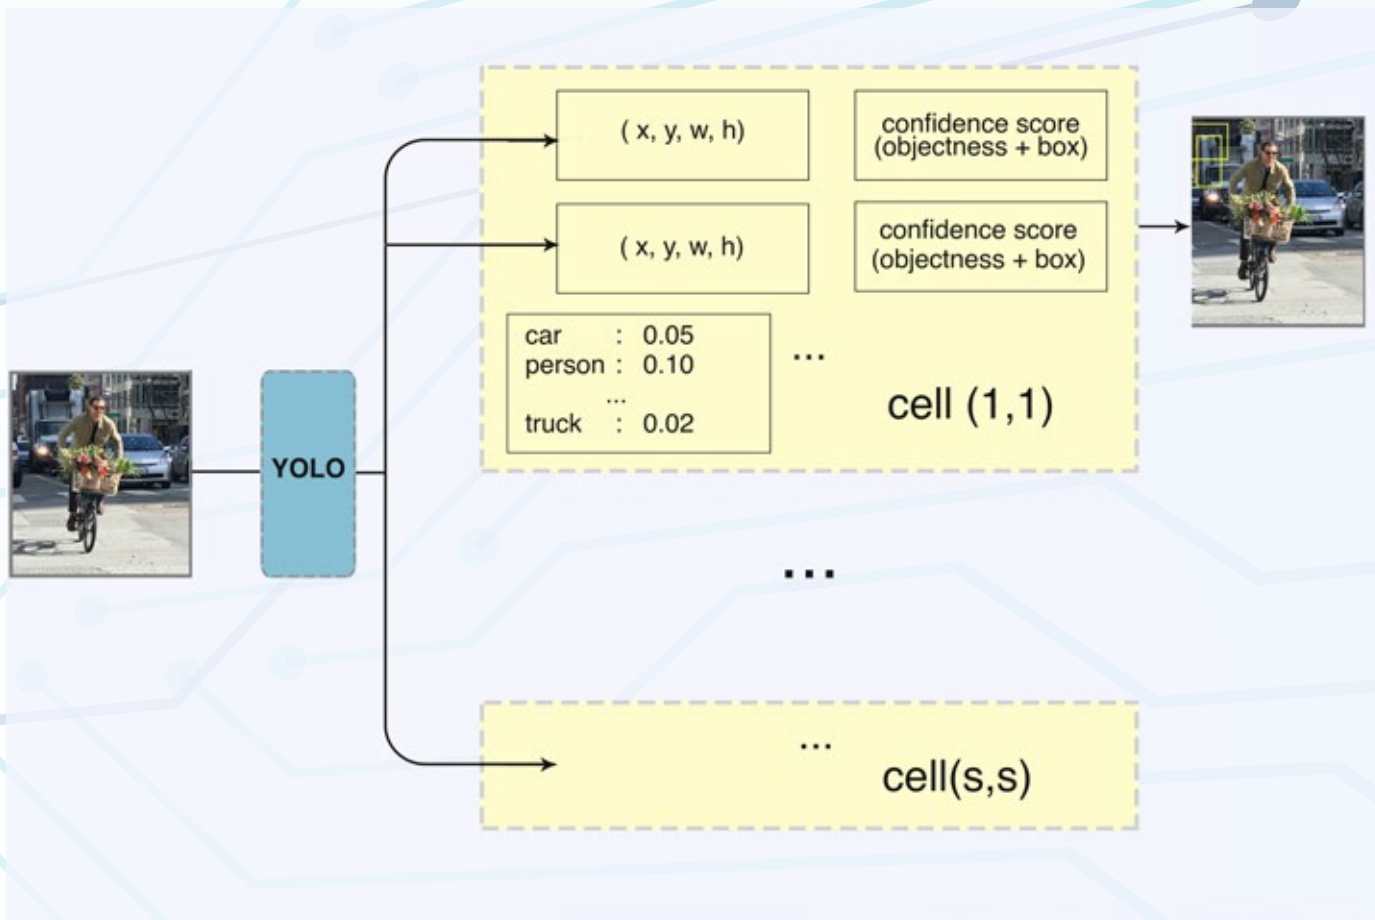 YOLO
( x, y, w, h)
confidence score
(objectness + box)
( x, y, w, h)
confidence score
(objectness + box)
car : 0.05
person : 0.10
...
truck : 0.02
...
cell (1,1)
...
...
cell(s,s)